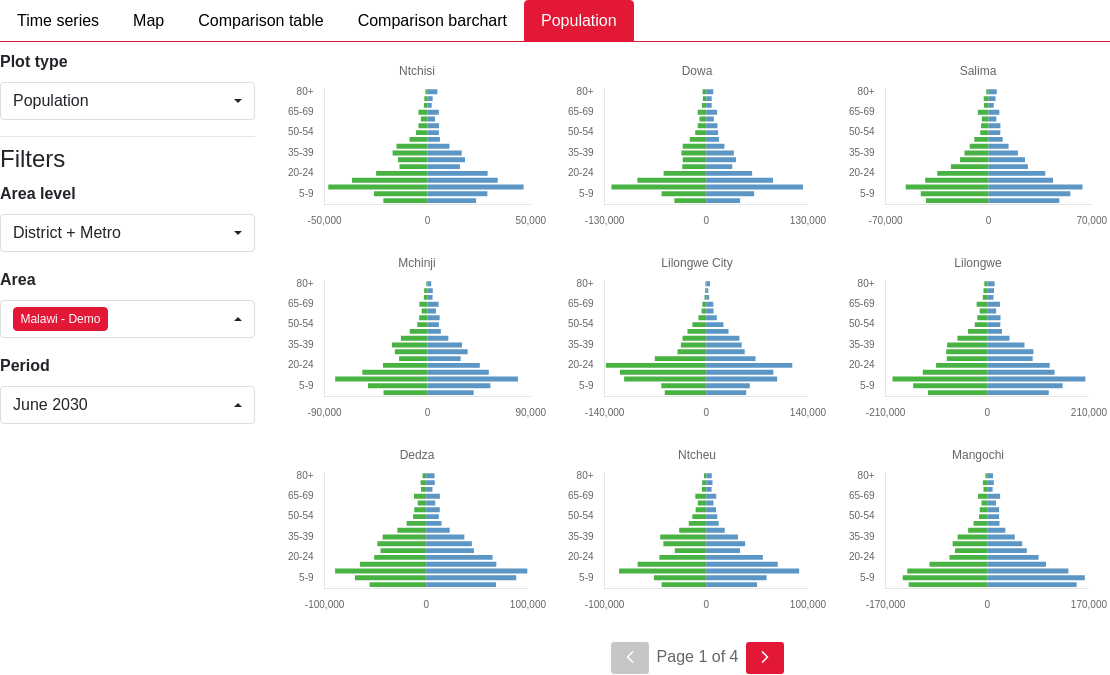 Time series Map Comparison table Comparison barchart Population
Plot type
Population
Filters
Area level
District + Metro
Area
Malawi - Demo
Period
June 2030
Ntchisi
80+
65-69
50-54
35-39
20-24
5-9
-50,000 0 50,000
Dowa
80+
65-69
50-54
35-39
20-24
5-9
-130,000 0 130,000
Salima
80+
65-69
50-54
35-39
20-24
5-9
-70,000 0 70,000
Mchinji
80+
65-69
50-54
35-39
20-24
5-9
-90,000 0 90,000
Lilongwe City
80+
65-69
50-54
35-39
20-24
5-9
-140,000 0 140,000
Lilongwe
80+
65-69
50-54
35-39
20-24
5-9
-210,000 0 210,000
Dedza
80+
65-69
50-54
35-39
20-24
5-9
-100,000 0 100,000
Ntcheu
80+
65-69
50-54
35-39
20-24
5-9
-100,000 0 100,000
Mangochi
80+
65-69
50-54
35-39
20-24
5-9
-170,000 0 170,000
Page 1 of 4